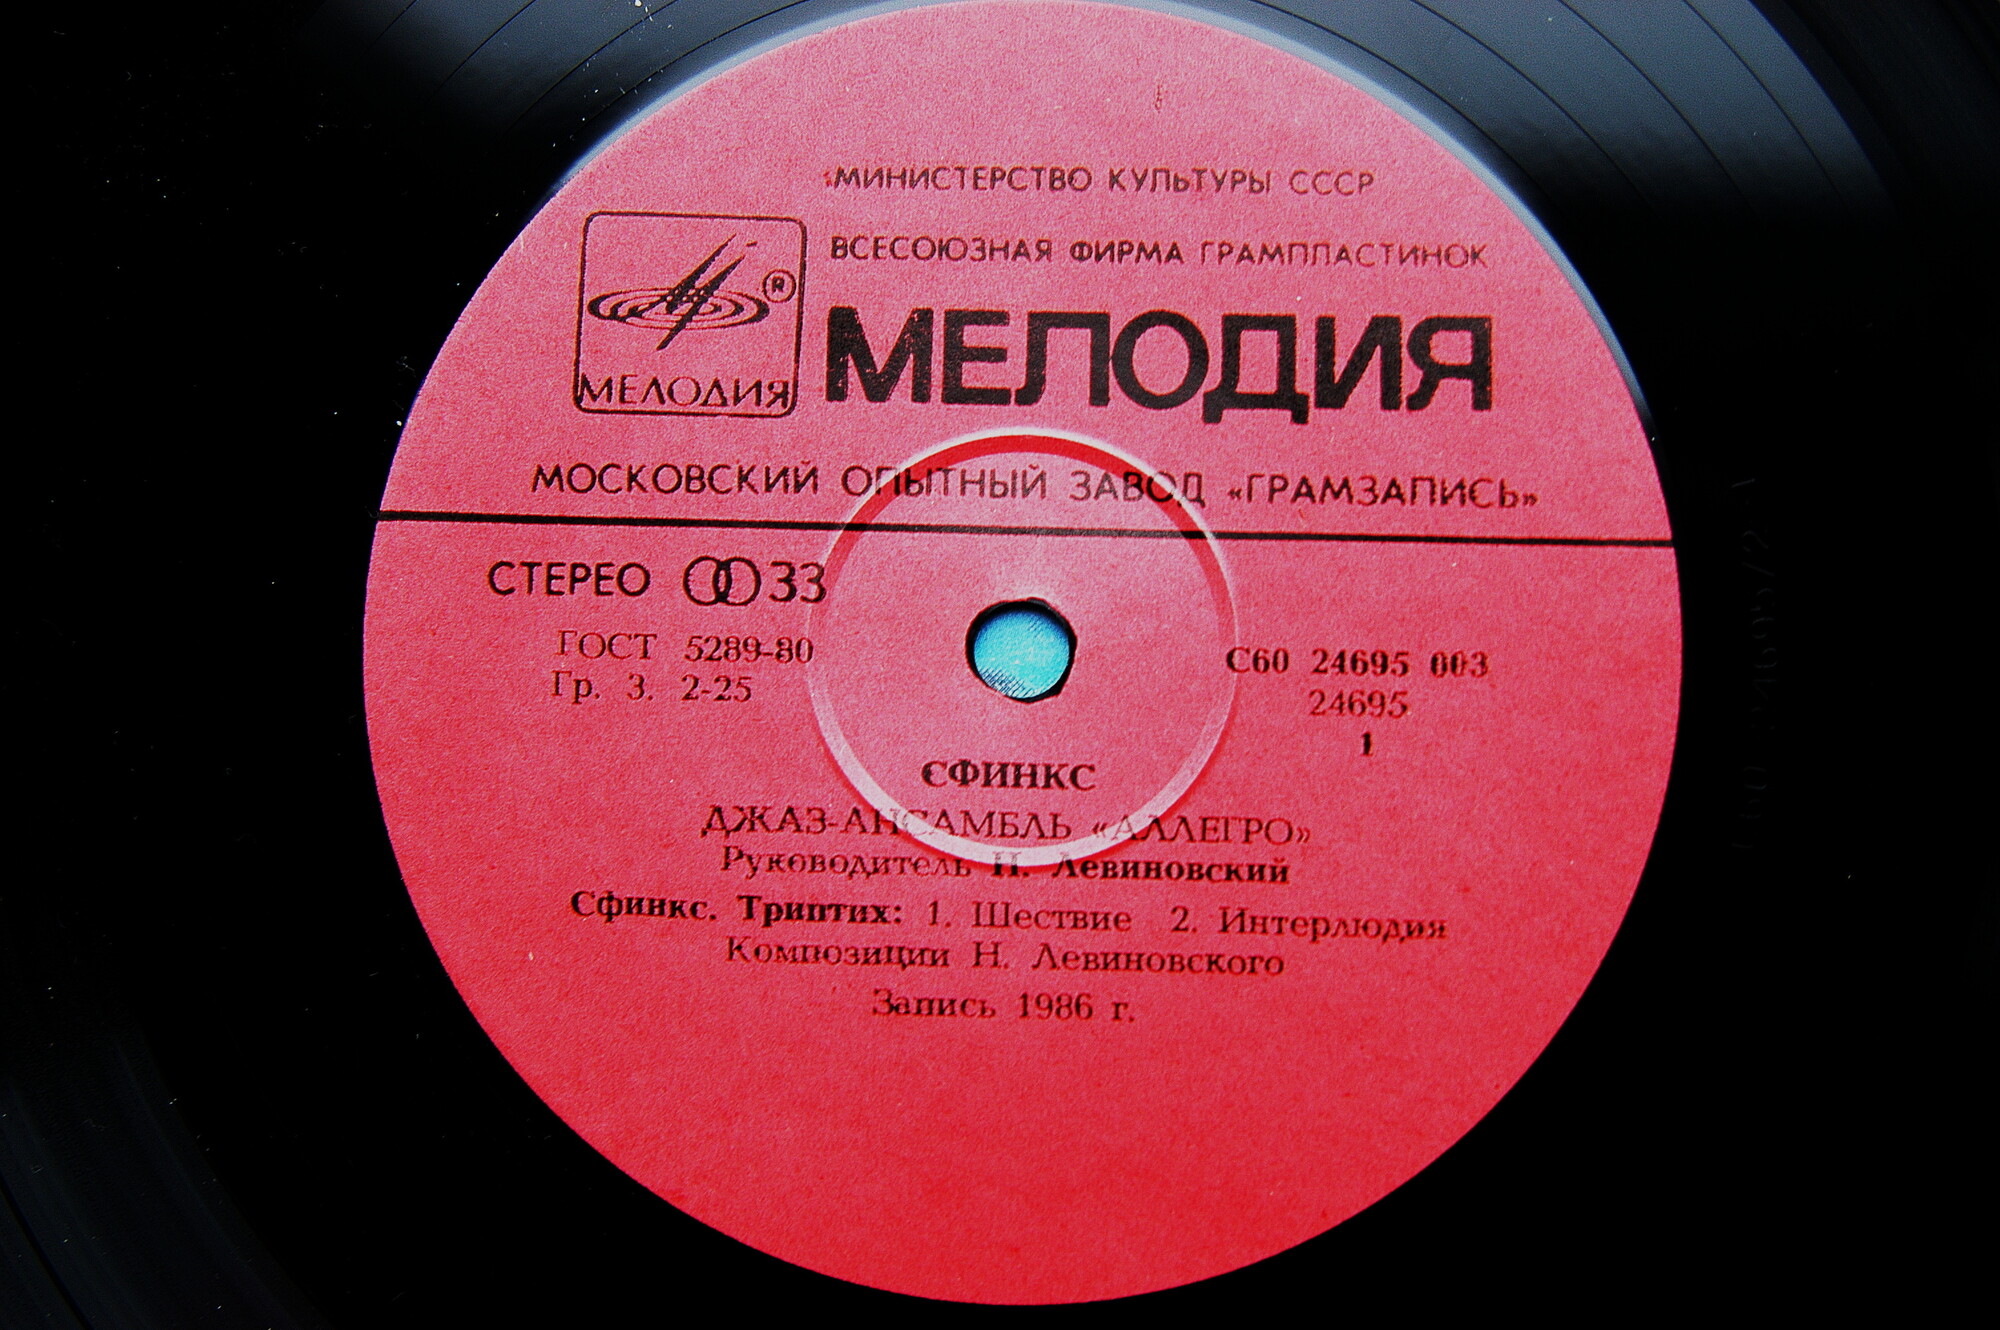 МИНИСТЕРСТВО КУЛЬТУРЫ СССР
ВСЕСОЮЗНАЯ ФИРМА ГРАМПЛАСТИНОК
®
МЕЛОДИЯ
МЕЛОДИЯ
МОСКОВСКИЙ ОПЫТНЫЙ ЗАВОД «ГРАМЗАПИСЬ»
СТЕРЕО 33
ГОСТ 5289-80
Гр. 3. 2-25
С60 24695 003
24695
1
СФИНКС
ДЖАЗ-АНСАМБЛЬ «АЛЛЕГРО»
Руководитель Н. Левиновский
Сфинкс. Триптих: 1. Шествие 2. Интерлюдия
Композиции Н. Левиновского
Запись 1986 г.